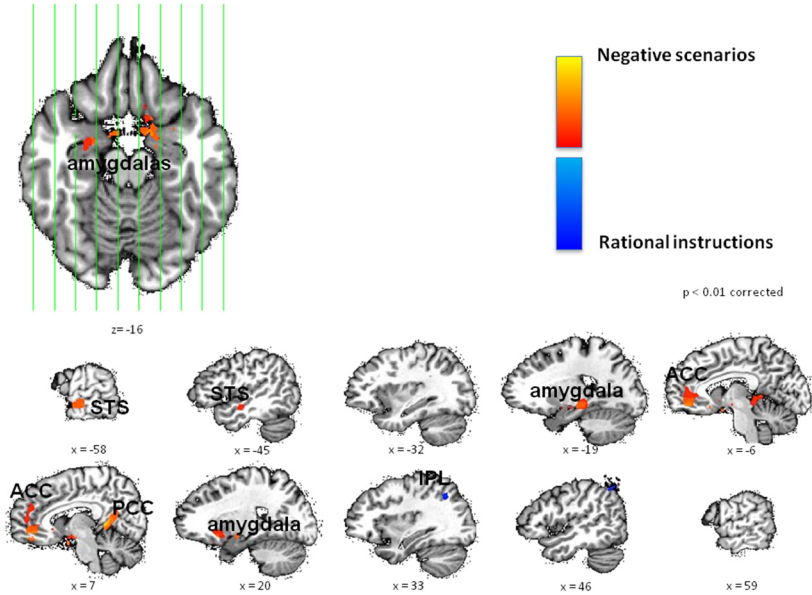 Negative scenarios
amygdalas
Rational instructions
p < 0.01 corrected
z= -16
STS
STS
amygdala
ACC
x = -58
x = -45
x = -32
x = -19
x = -6
ACC
PCC
amygdala
IPL
x = 7
x = 20
x = 33
x = 46
x = 59